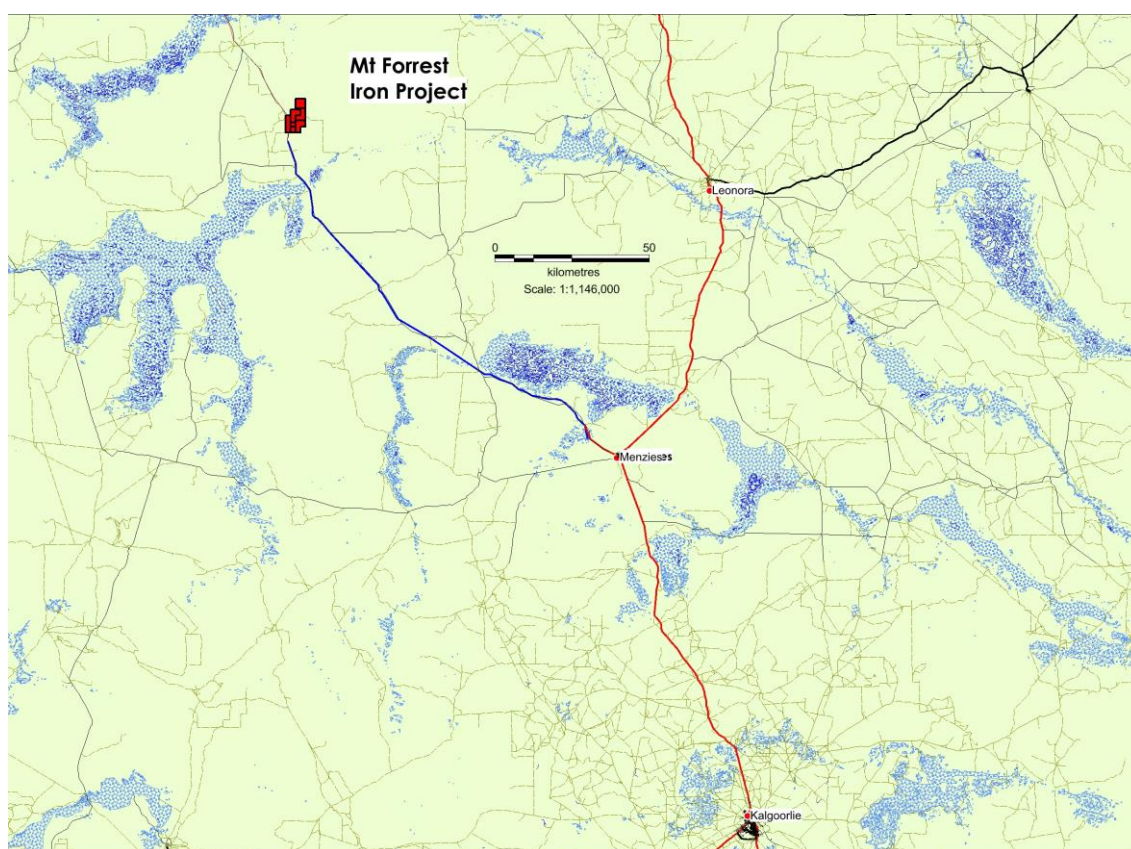 Mt Forrest
Iron Project
Leonora
0 50
kilometres
Scale: 1:1,146,000
Menzies
Kalgoorlie